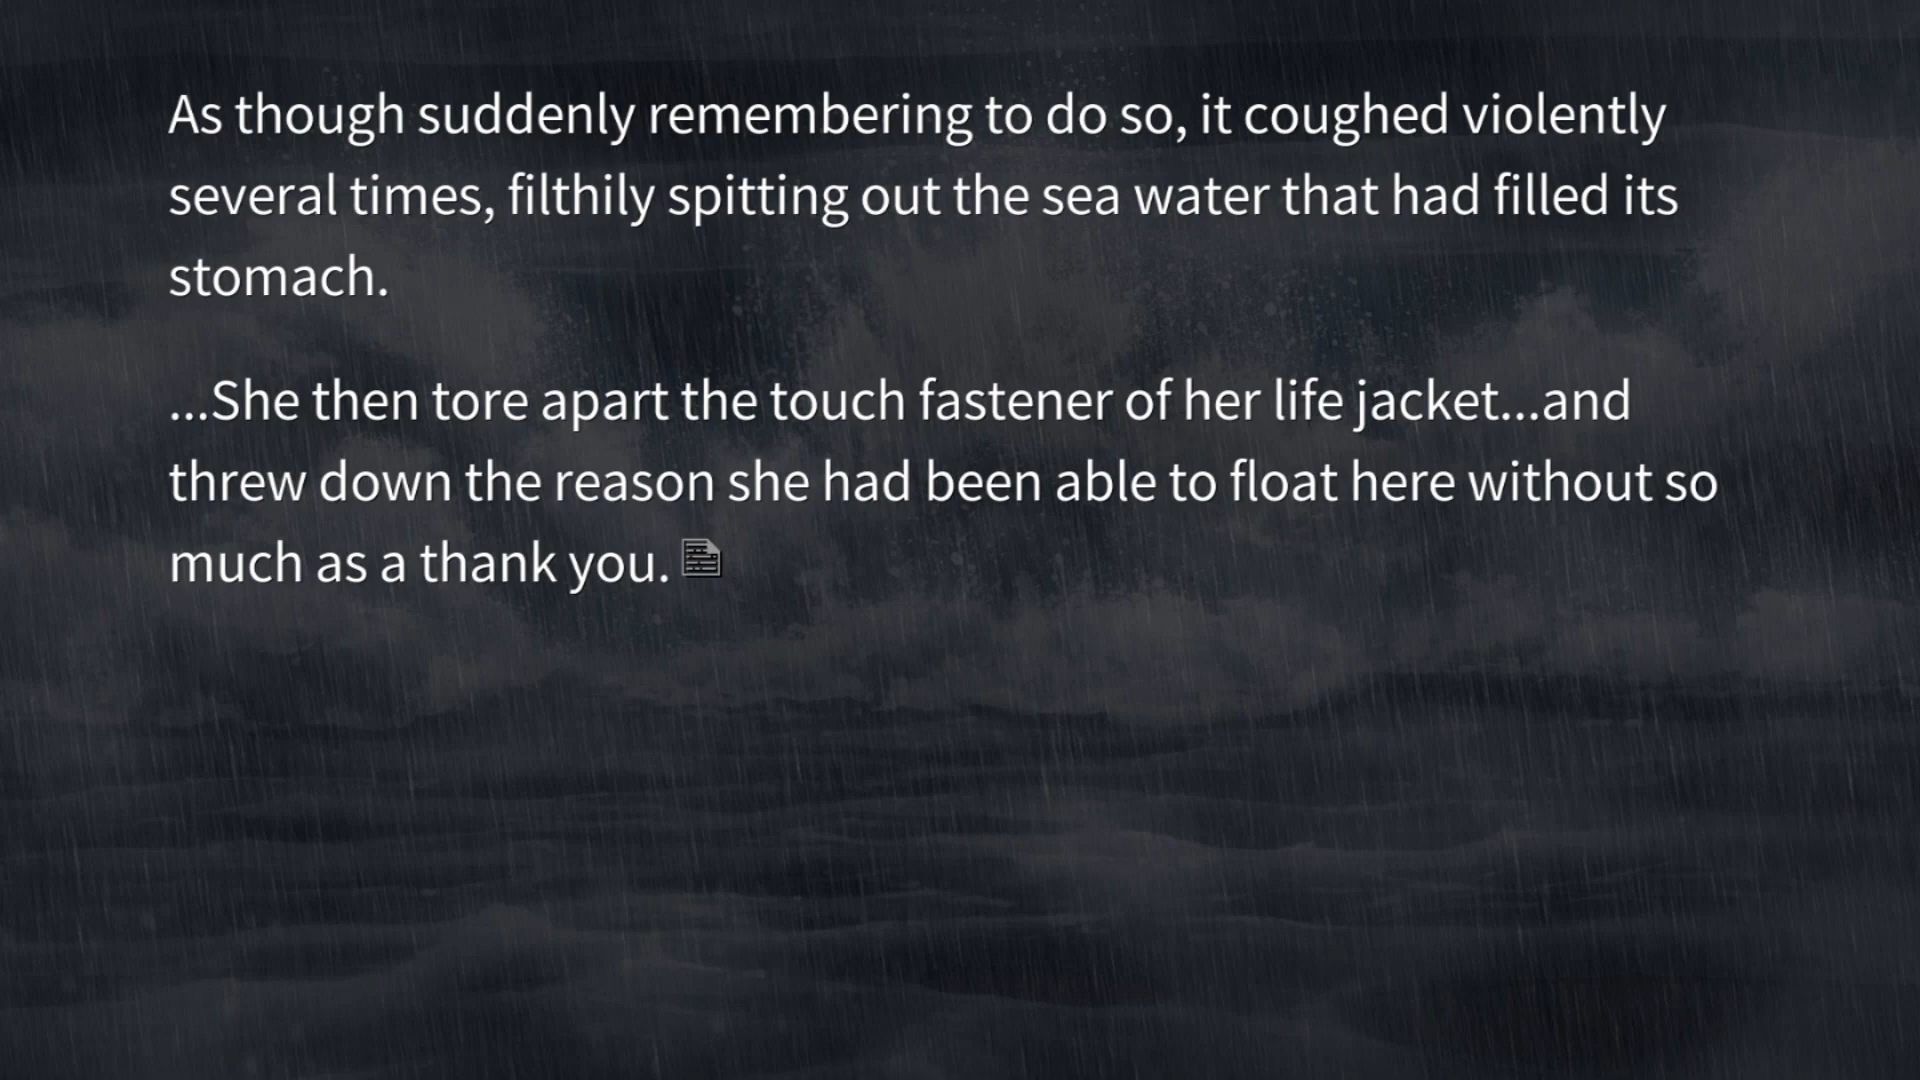 As though suddenly remembering to do so, it coughed violently
several times, filthily spitting out the sea water that had filled its
stomach.
...She then tore apart the touch fastener of her life jacket...and
threw down the reason she had been able to float here without so
much as a thank you.